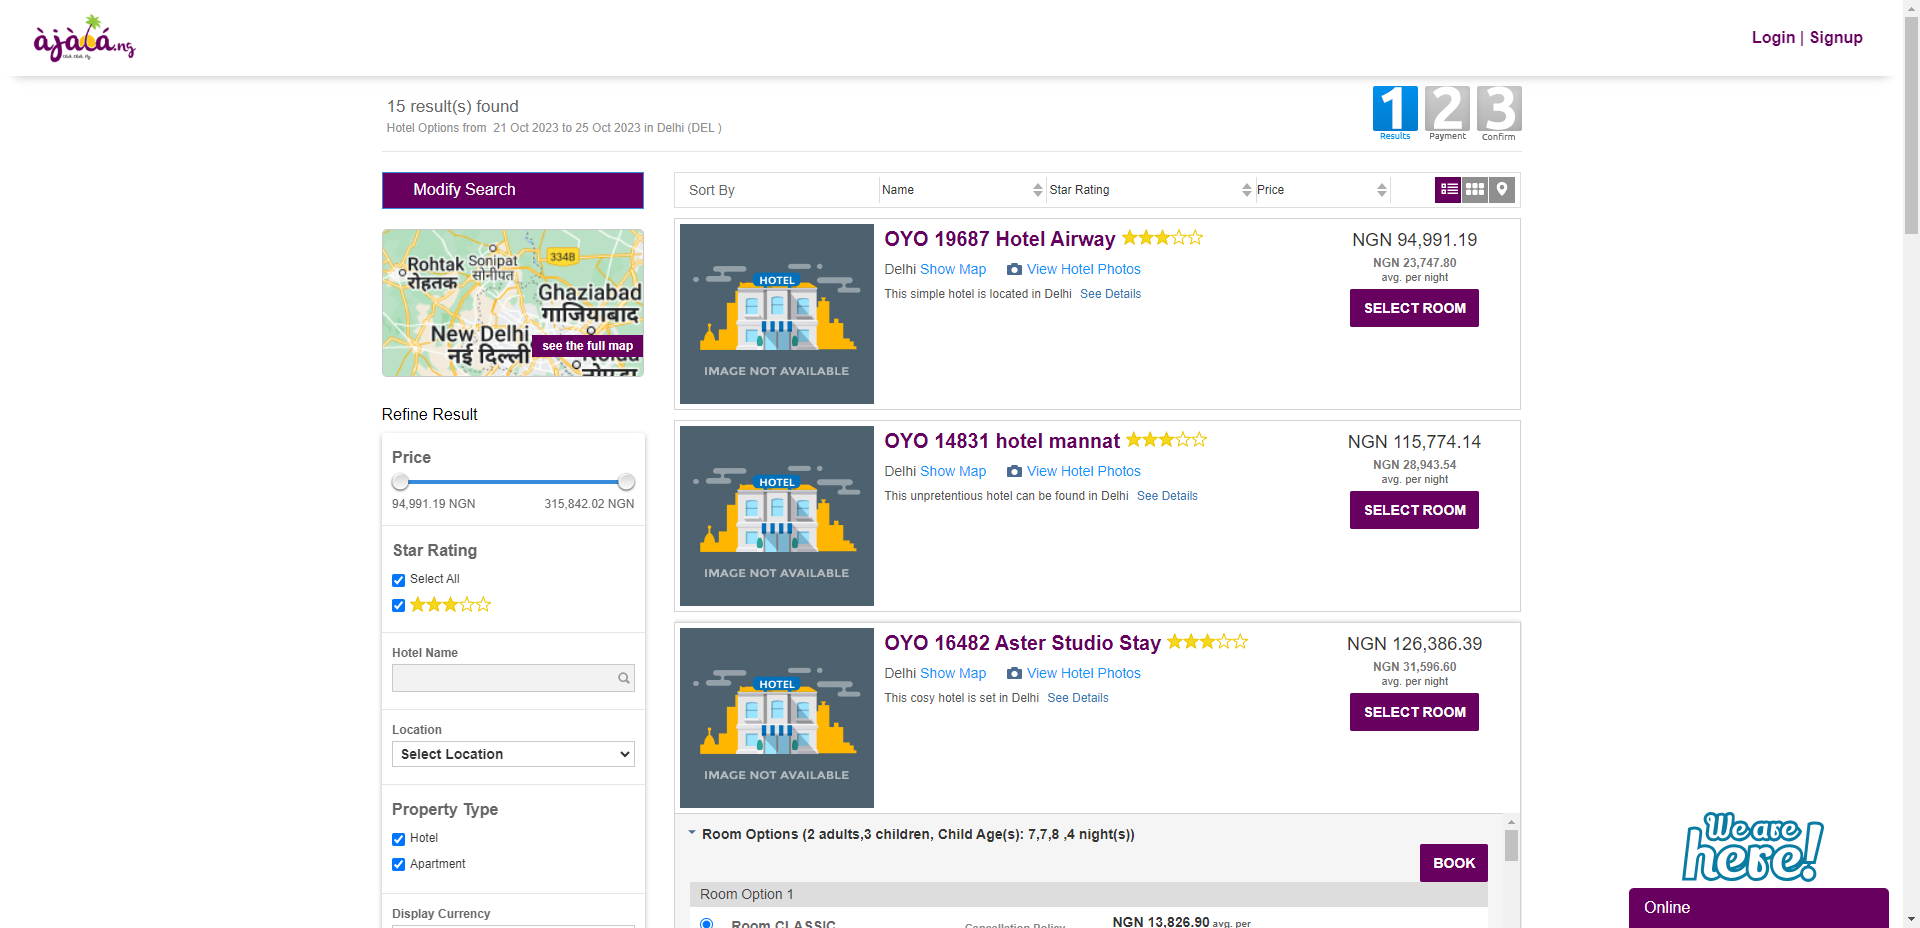 àjàlá.ng
Login | Signup
15 result(s) found
Hotel Options from 21 Oct 2023 to 25 Oct 2023 in Delhi (DEL )
1 2 3
Results Payment Confirm
Modify Search
Rohtak
रोहतक
Sonipat
सोनीपत
334B
Ghaziabad
गाजियाबाद
New Delhi
नई दिल्ली
see the full map
Refine Result
Price
94,991.19 NGN 315,842.02 NGN
Star Rating
Select All
Hotel Name
Location
Select Location
Property Type
Hotel
Apartment
Display Currency
Sort By Name Star Rating Price
HOTEL
IMAGE NOT AVAILABLE
OYO 19687 Hotel Airway
Delhi Show Map View Hotel Photos
This simple hotel is located in Delhi See Details
NGN 94,991.19
NGN 23,747.80
avg. per night
SELECT ROOM
HOTEL
IMAGE NOT AVAILABLE
OYO 14831 hotel mannat
Delhi Show Map View Hotel Photos
This unpretentious hotel can be found in Delhi See Details
NGN 115,774.14
NGN 28,943.54
avg. per night
SELECT ROOM
HOTEL
IMAGE NOT AVAILABLE
OYO 16482 Aster Studio Stay
Delhi Show Map View Hotel Photos
This cosy hotel is set in Delhi See Details
NGN 126,386.39
NGN 31,596.60
avg. per night
SELECT ROOM
Room Options (2 adults,3 children, Child Age(s): 7,7,8 ,4 night(s))
BOOK
Room Option 1
Room CLASSIC
Cancellation Policy
NGN 13,826.90 avg. per
We are
here!
Online